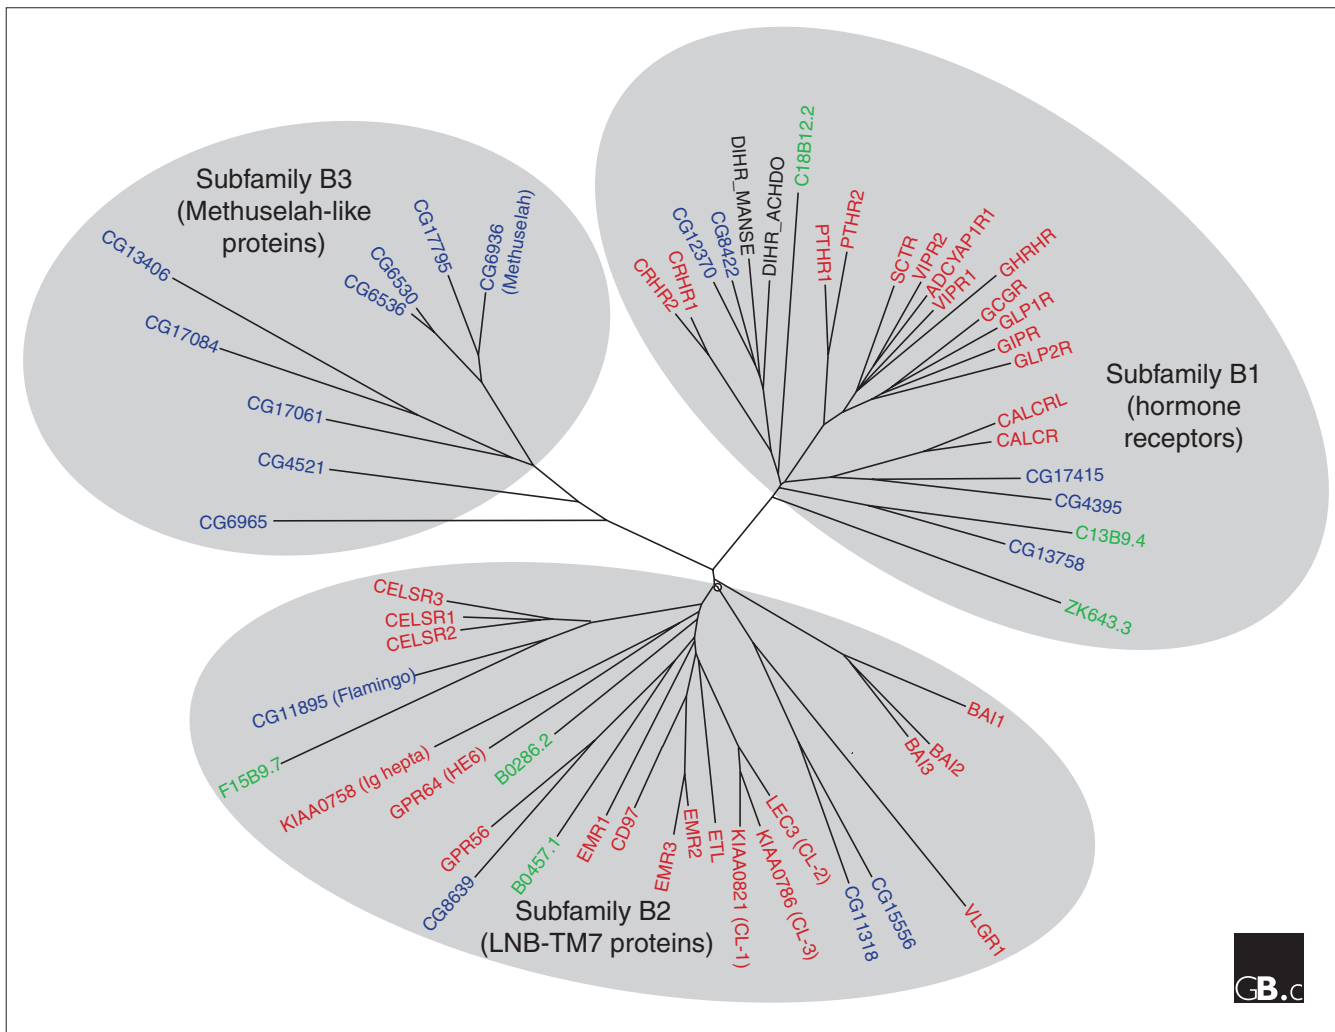 Subfamily B3
(Methuselah-like
proteins)
CG13406
CG17084
CG17061
CG4521
CG6965
CG6536
CG6530
CG17795
CG6936
(Methuselah)
Subfamily B1
(hormone
receptors)
CRHR2
CRHR1
CG12370
CG8422
DIHR_MANSE
DIHR_ACHDO
C18B12.2
PTHR1
PTHR2
SCTR
VIPR2
ADCYAP1R1
VIPR1
GHRHR
GCGR
GLP1R
GIPR
GLP2R
CALCRL
CALCR
CG17415
CG4395
C13B9.4
CG13758
ZK643.3
CELSR3
CELSR1
CELSR2
CG11895 (Flamingo)
F15B9.7
KIAA0758 (Ig hepta)
GPR64 (HE6)
B0286.2
GPR56
CG8639
B0457.1
EMR1
CD97
EMR3
EMR2
ETL
KIAA0821 (CL-1)
KIAA0786 (CL-3)
LEC3 (CL-2)
CG11318
CG15556
VLGR1
BAI3
BAI2
BAI1
Subfamily B2
(LNB-TM7 proteins)
GB.c